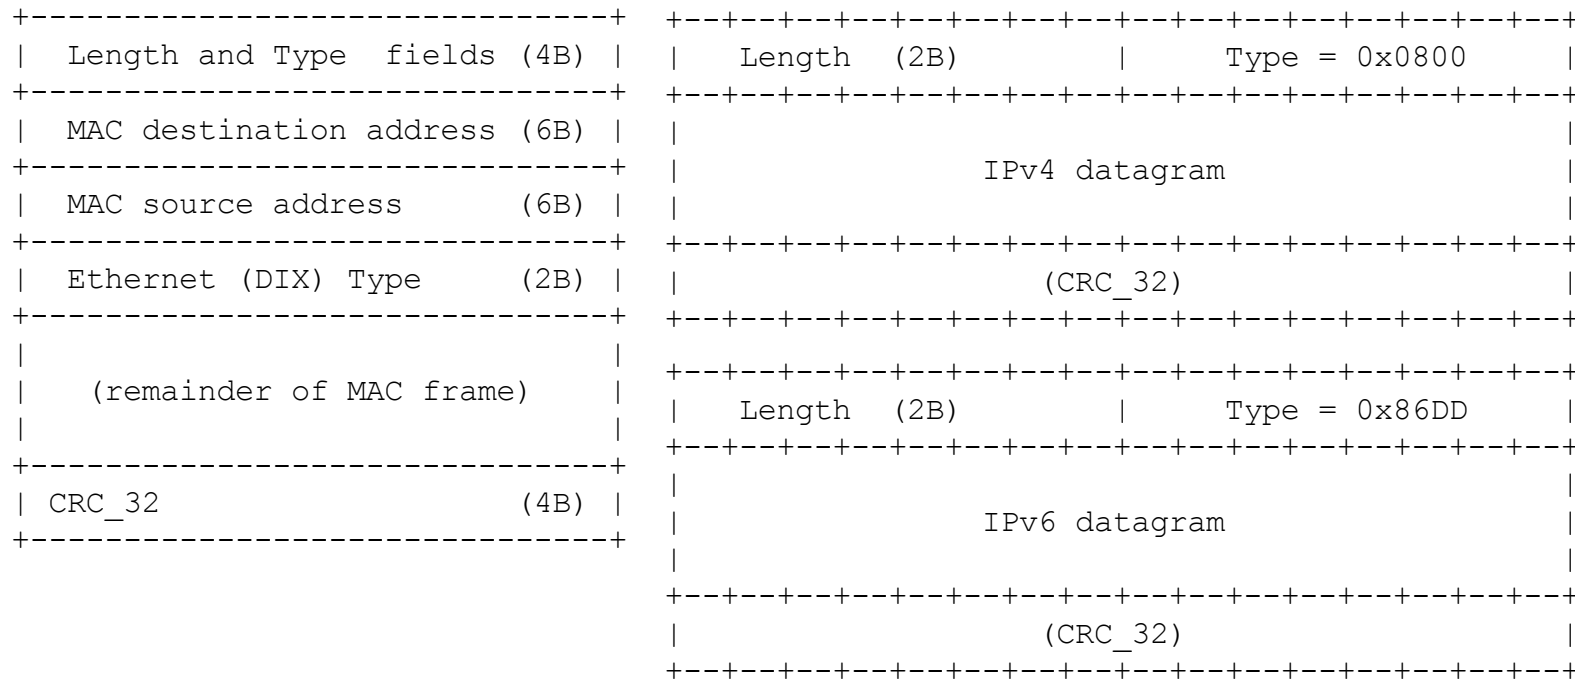 Length and Type fields (4B)
MAC destination address (6B)
MAC source address (6B)
Ethernet (DIX) Type (2B)
(remainder of MAC frame)
CRC_32 (4B)
Length (2B) | Type = 0x0800
IPv4 datagram
(CRC_32)
Length (2B) | Type = 0x86DD
IPv6 datagram
(CRC_32)